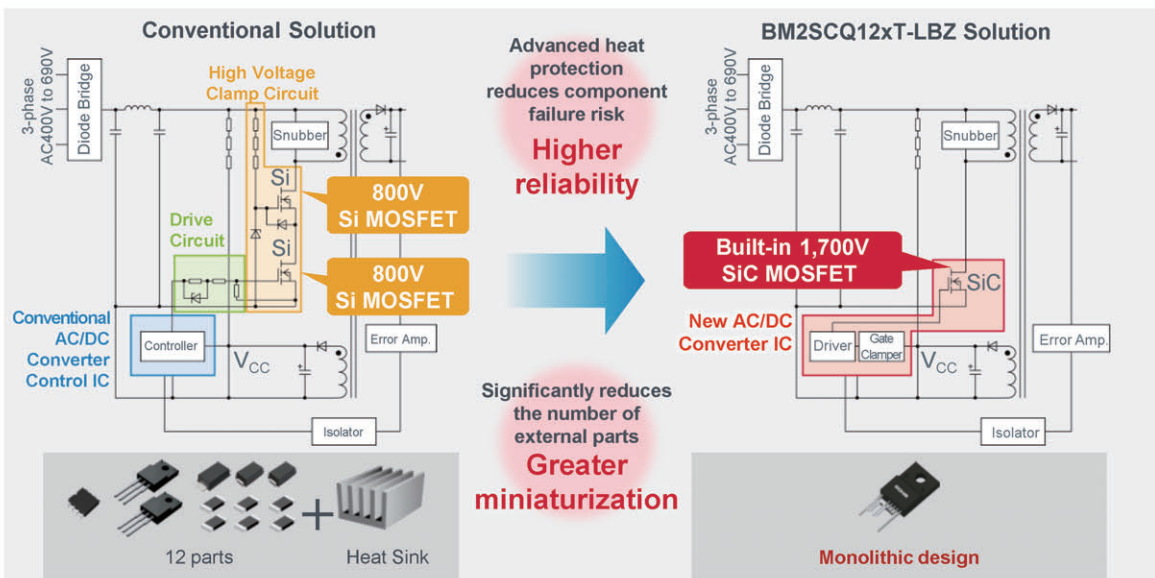 Conventional Solution
High Voltage
Clamp Circuit
3-phase
AC400V to 690V
Diode Bridge
Snubber
Si
800V
Si MOSFET
Drive
Circuit
Si
800V
Si MOSFET
Conventional
AC/DC
Converter
Control IC
Controller
VCC
Error Amp.
Isolator
12 parts
+
Heat Sink
Advanced heat
protection
reduces component
failure risk
Higher
reliability
Significantly reduces
the number of
external parts
Greater
miniaturization
BM2SCQ12xT-LBZ Solution
3-phase
AC400V to 690V
Diode Bridge
Snubber
Built-in 1,700V
SiC MOSFET
SiC
New AC/DC
Converter IC
Driver
Gate
Clamper
VCC
Error Amp.
Isolator
Monolithic design